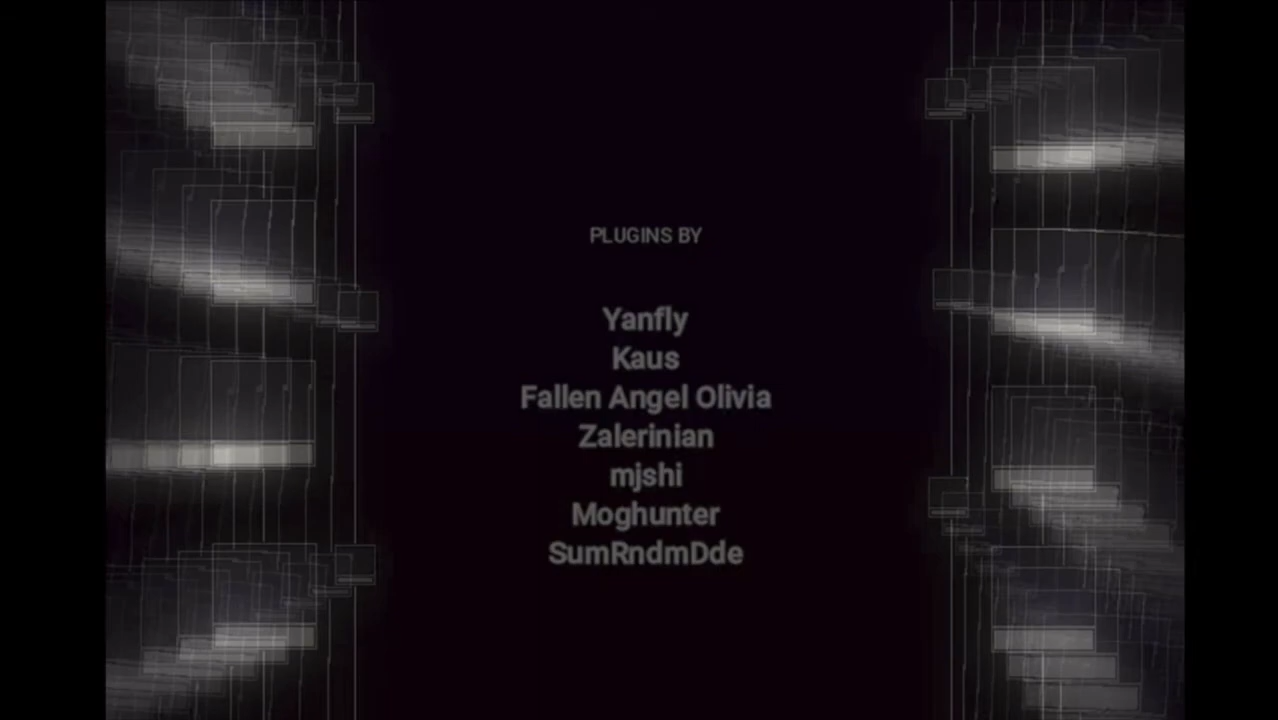 PLUGINS BY
Yanfly
Kaus
Fallen Angel Olivia
Zalerinian
mjshi
Moghunter
SumRndmDde